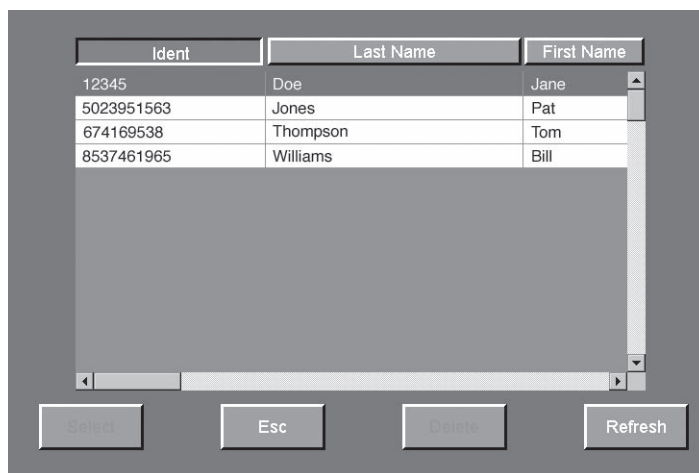 Ident Last Name First Name
12345 Doe Jane
5023951563 Jones Pat
674169538 Thompson Tom
8537461965 Williams Bill
Select Esc Delete Refresh